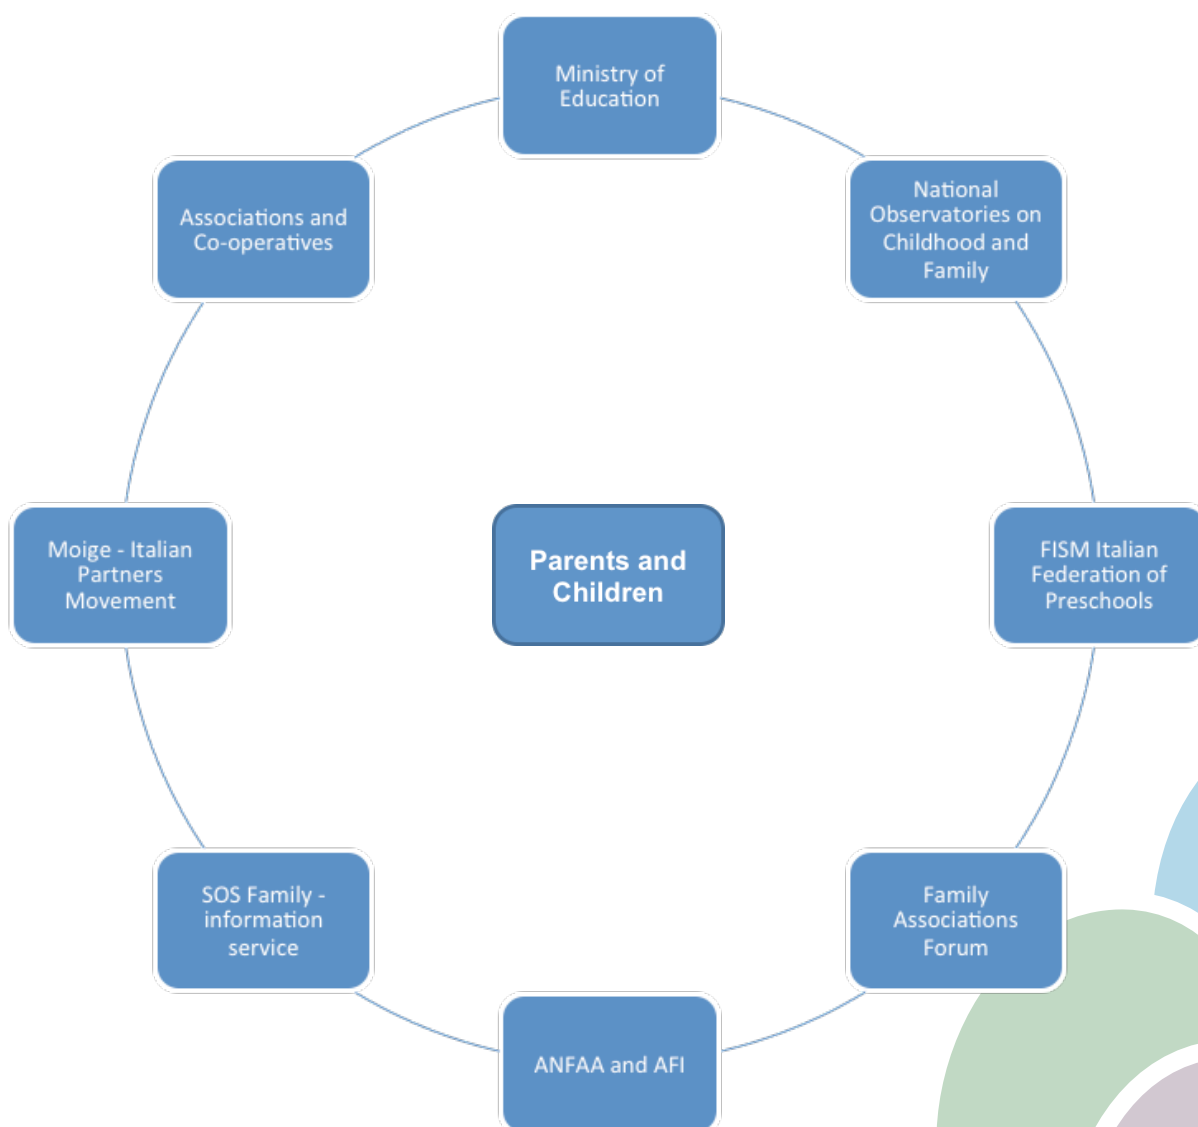 Ministry of
Education
National
Observatories on
Childhood and
Family
Associations and
Co-operatives
Moige - Italian
Partners
Movement
Parents and
Children
FISM Italian
Federation of
Preschools
SOS Family -
information
service
Family
Associations
Forum
ANFAA and AFI